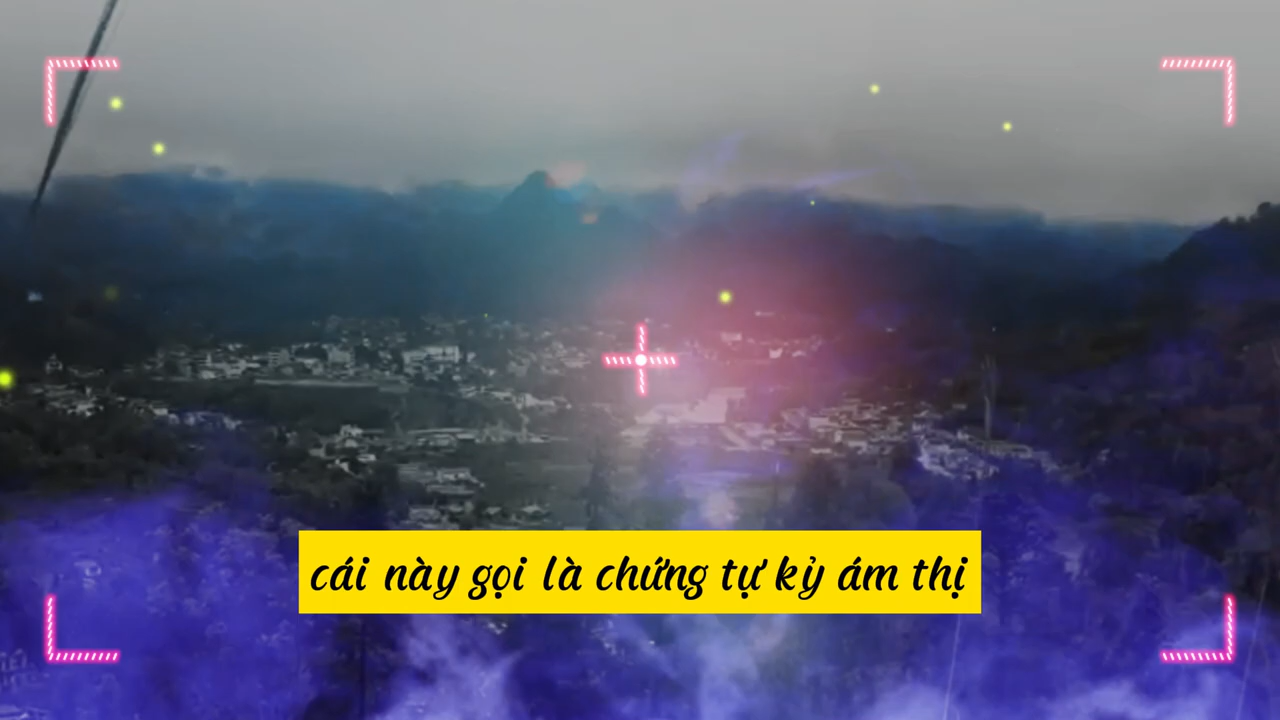 cái này gọi là chứng tự kỷ ám thị